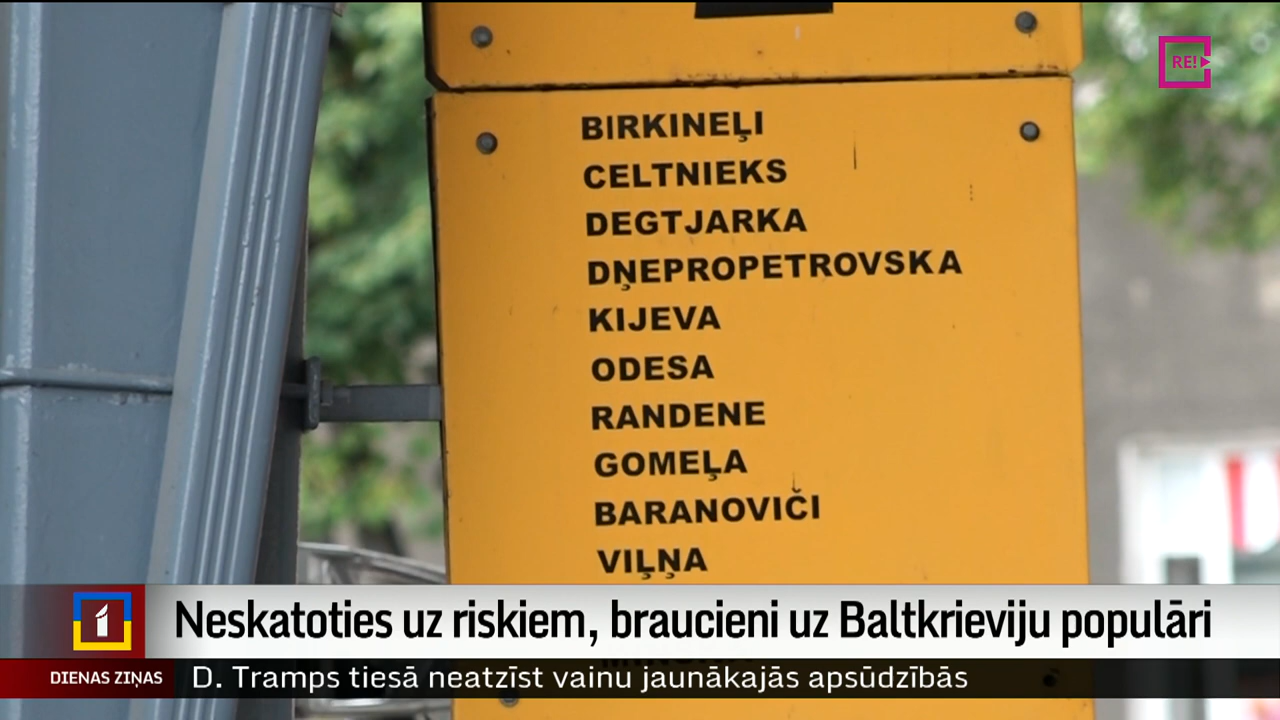 RE!
BIRKINEĻI
CELTNIEKS
DEGTJARKA
DŅEPROPETROVSKA
KIJEVA
ODESA
RANDENE
GOMEĻA
BARANOVIČI
VIĻŅA
1 Neskatoties uz riskiem, braucieni uz Baltkrieviju populāri
DIENAS ZIŅAS D. Tramps tiesā neatzīst vainu jaunākajās apsūdzībās